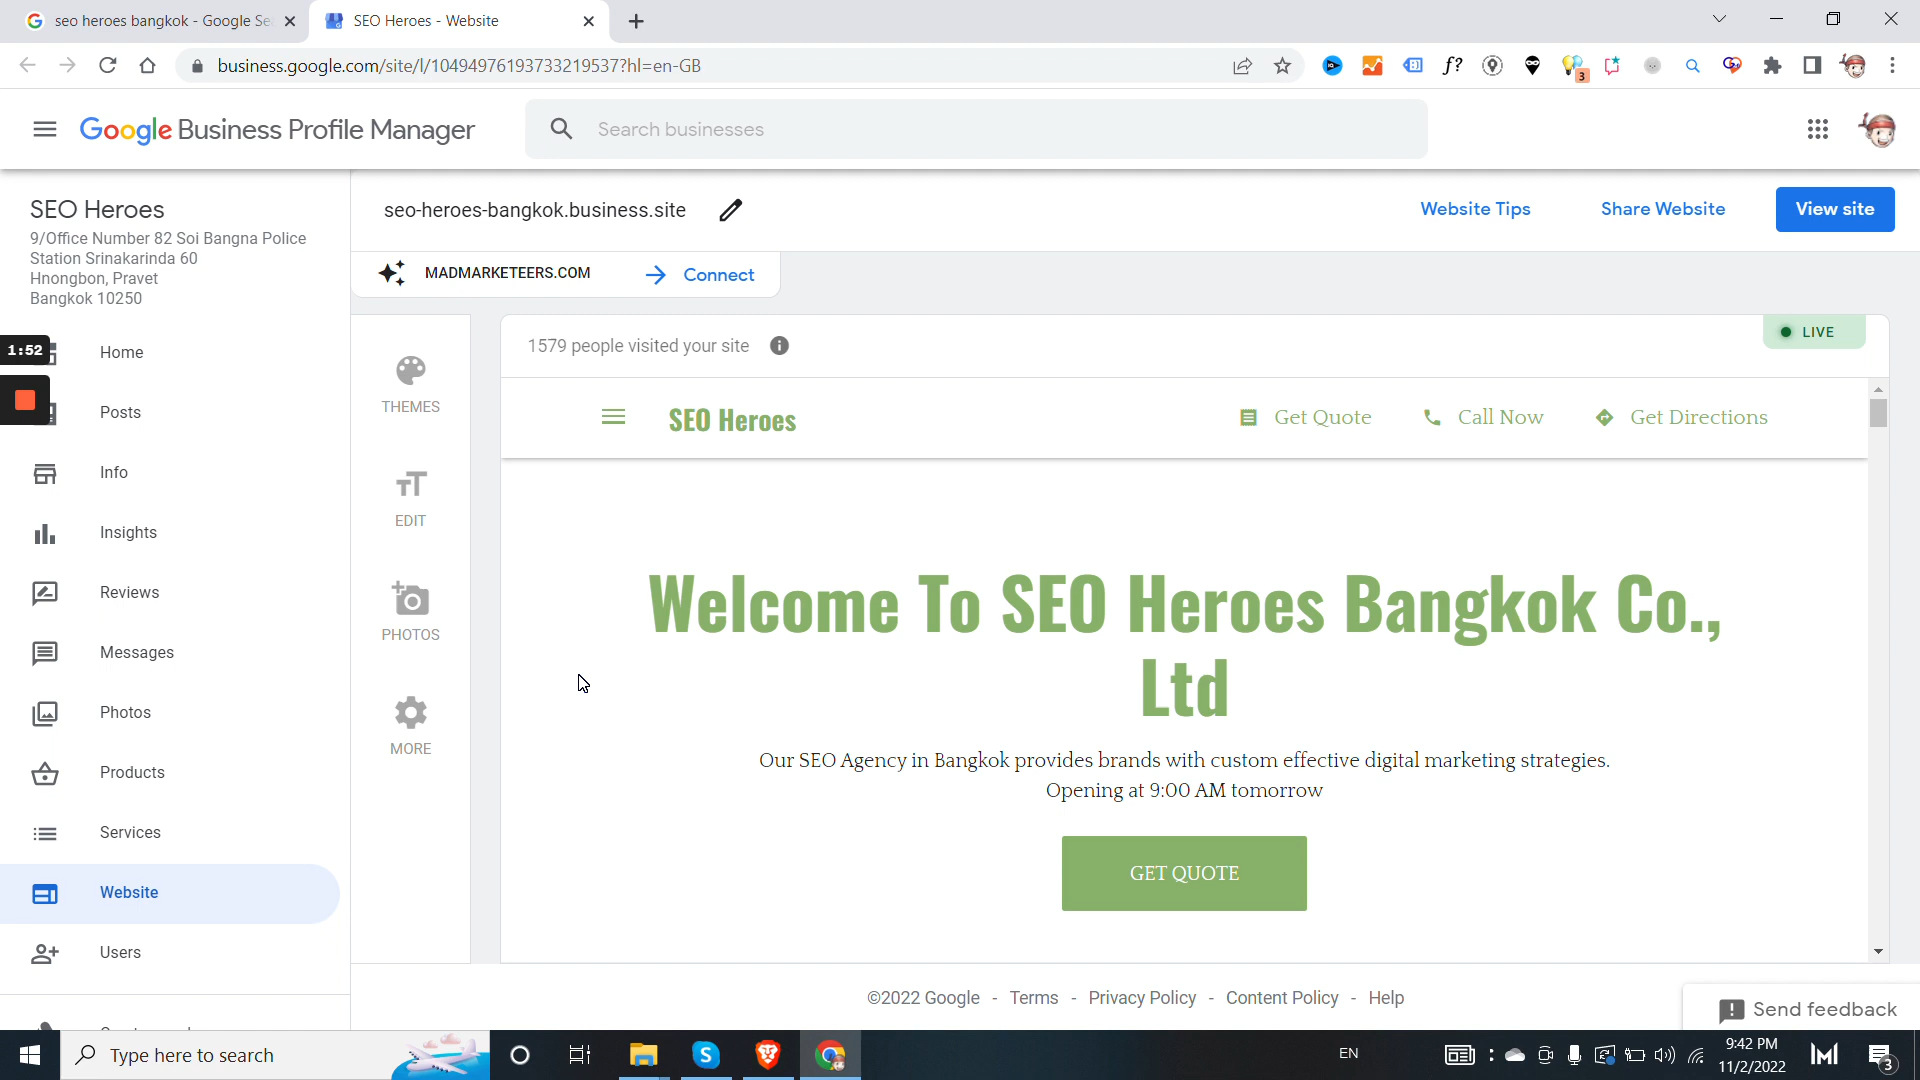 seo heroes bangkok - Google Se
SEO Heroes - Website
business.google.com/site/l/10494976193733219537?hl=en-GB
f?
3
Google Business Profile Manager
Search businesses
SEO Heroes
9/Office Number 82 Soi Bangna Police
Station Srinakarinda 60
Hnongbon, Pravet
Bangkok 10250
1:52
Home
Posts
Info
Insights
Reviews
Messages
Photos
Products
Services
Website
Users
seo-heroes-bangkok.business.site
Website Tips
Share Website
View site
MADMARKETEERS.COM
Connect
THEMES
EDIT
PHOTOS
MORE
1579 people visited your site
LIVE
SEO Heroes
Get Quote
Call Now
Get Directions
Welcome To SEO Heroes Bangkok Co.,
Ltd
Our SEO Agency in Bangkok provides brands with custom effective digital marketing strategies.
Opening at 9:00 AM tomorrow
GET QUOTE
©2022 Google - Terms - Privacy Policy - Content Policy - Help
Send feedback
Type here to search
EN
9:42 PM
11/2/2022
3